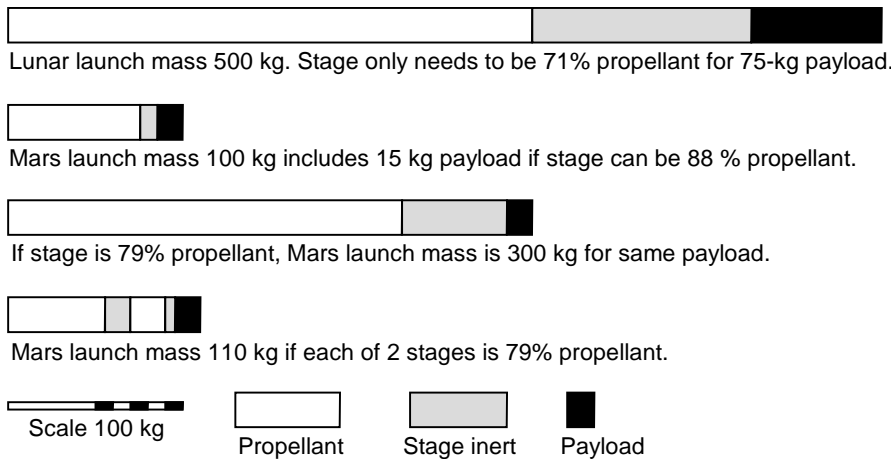 Lunar launch mass 500 kg. Stage only needs to be 71% propellant for 75-kg payload.
Mars launch mass 100 kg includes 15 kg payload if stage can be 88 % propellant.
If stage is 79% propellant, Mars launch mass is 300 kg for same payload.
Mars launch mass 110 kg if each of 2 stages is 79% propellant.
Scale 100 kg
Propellant
Stage inert
Payload